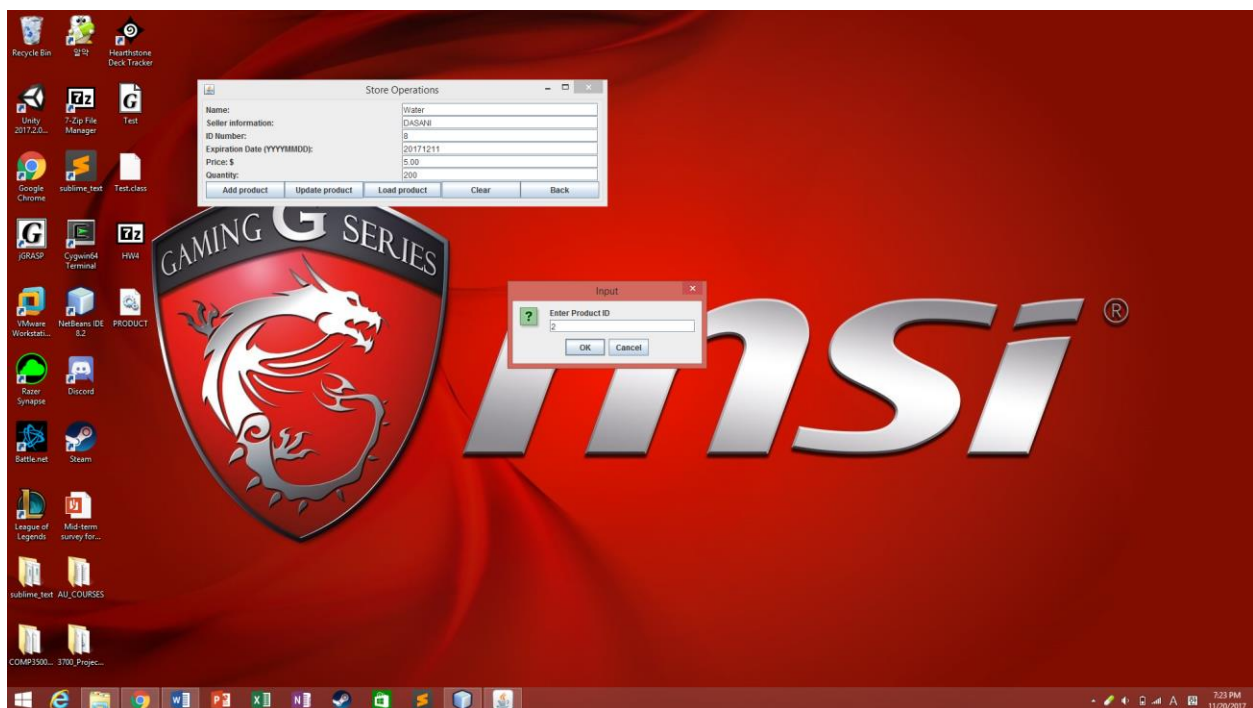 Recycle Bin
알약
Hearthstone
Deck Tracker
Unity
2017.2.0...
7-Zip File
Manager
Test
Google
Chrome
sublime_text
Test.class
jGRASP
Cygwin64
Terminal
HW4
VMware
Workstati...
NetBeans IDE
8.2
PRODUCT
Razer
Synapse
Discord
Battle.net
Steam
League of
Legends
Mid-term
survey for...
sublime_text
AU_COURSES
COMP3500...
3700_Projec...
Store Operations
Name: Water
Seller information: DASANI
ID Number: 8
Expiration Date (YYYYMMDD): 20171211
Price: $ 5.00
Quantity: 200
Add product Update product Load product Clear Back
GAMING G SERIES
Input
Enter Product ID
2
OK Cancel
msi ®
7:23 PM
11/20/2017